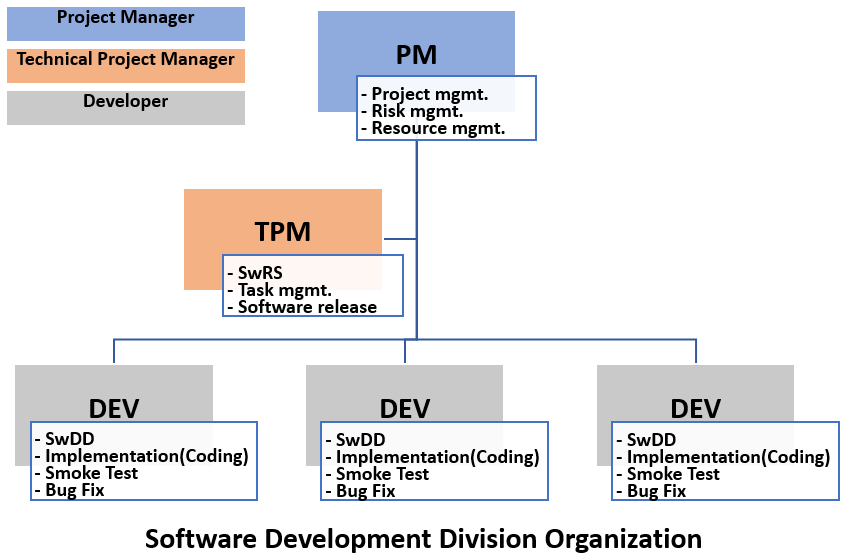 Project Manager
Technical Project Manager
Developer
PM
- Project mgmt.
- Risk mgmt.
- Resource mgmt.
TPM
- SwRS
- Task mgmt.
- Software release
DEV
- SwDD
- Implementation(Coding)
- Smoke Test
- Bug Fix
DEV
- SwDD
- Implementation(Coding)
- Smoke Test
- Bug Fix
DEV
- SwDD
- Implementation(Coding)
- Smoke Test
- Bug Fix
Software Development Division Organization